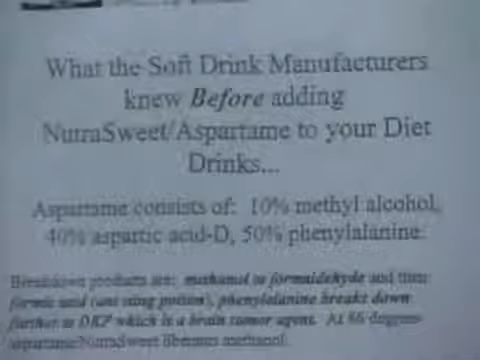 What the Soft Drink Manufacturers
knew Before adding
NutraSweet/Aspartame to your Diet
Drinks...
Aspartame consists of: 10% methyl alcohol,
40% aspartic acid-D, 50% phenylalanine.
Breakdown products are: methanol to formaldehyde and then
formic acid (ant sting poison), phenylalanine breaks down
further to DKP which is a brain tumor agent. At 86 degrees
aspartame/NutraSweet liberates methanol.